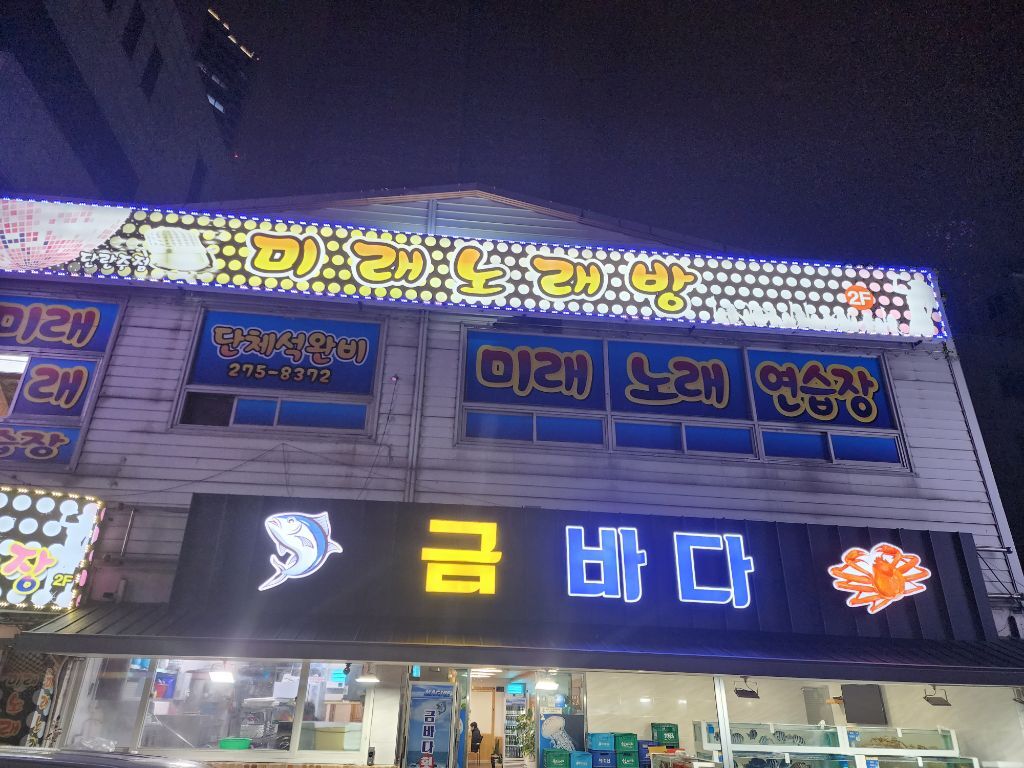 미래노래방
2F
미래
래
습장
단체석완비
275-8372
미래 노래 연습장
장
2F
금바다
금바다회